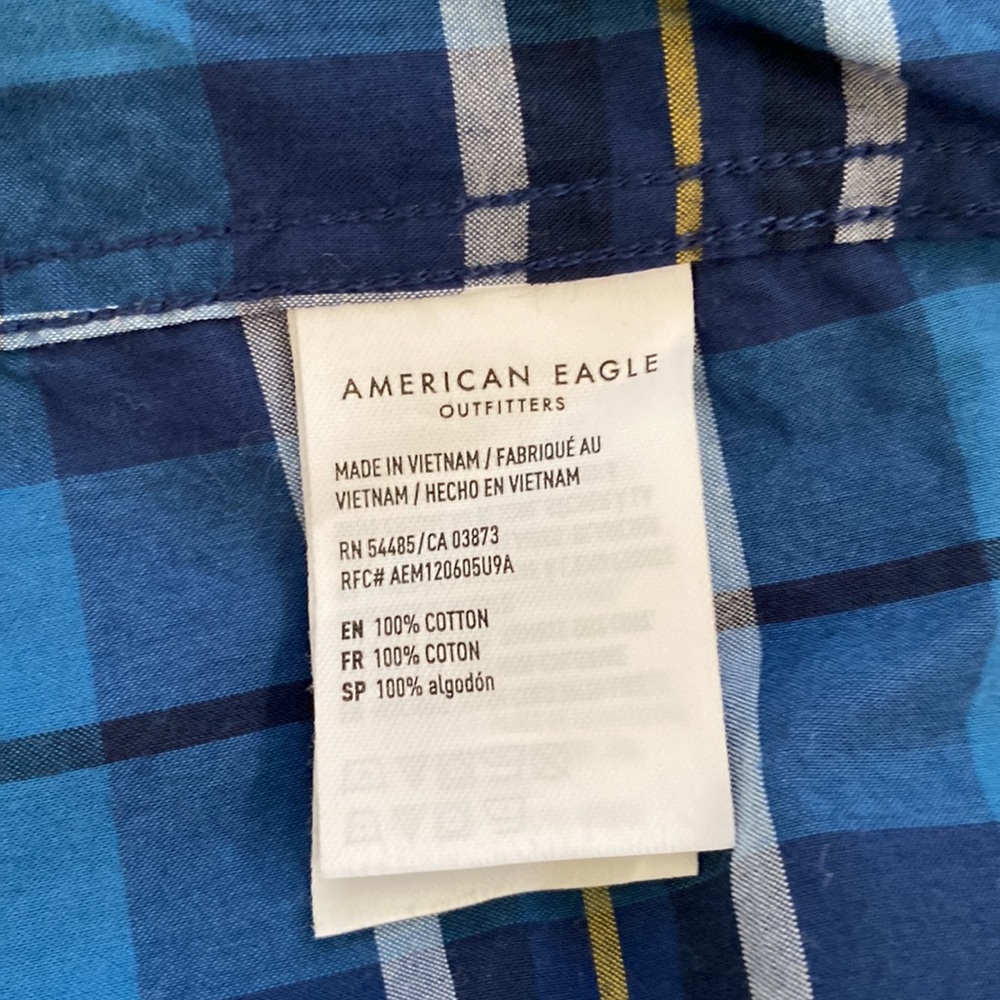 AMERICAN EAGLE
OUTFITTERS
MADE IN VIETNAM / FABRIQUÉ AU
VIETNAM / HECHO EN VIETNAM
RN 54485/CA 03873
RFC# AEM120605U9A
EN 100% COTTON
FR 100% COTON
SP 100% algodón